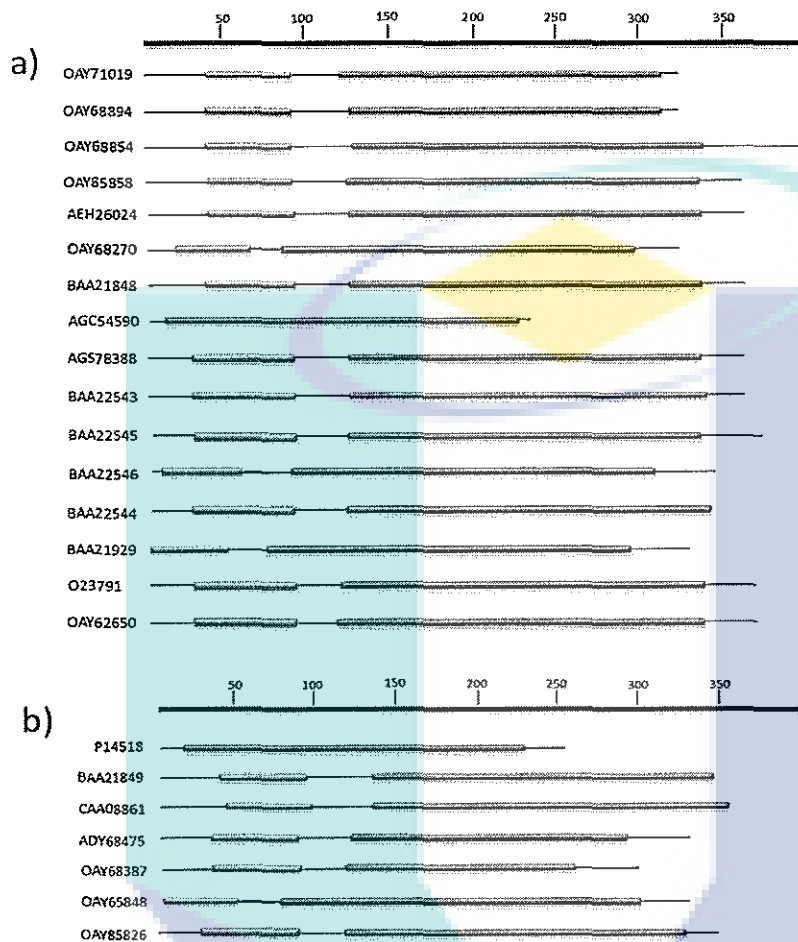 50 100 150 200 250 300 350
a)
OAY71019
OAY68894
OAY68854
OAY85858
AEH26024
OAY68270
BAA21848
AGC54590
AGS78388
BAA22543
BAA22545
BAA22546
BAA22544
BAA21929
O23791
OAY62650
50 100 150 200 250 300 350
b)
P14518
BAA21849
CAA08861
ADY68475
OAY68387
OAY65848
OAY85826